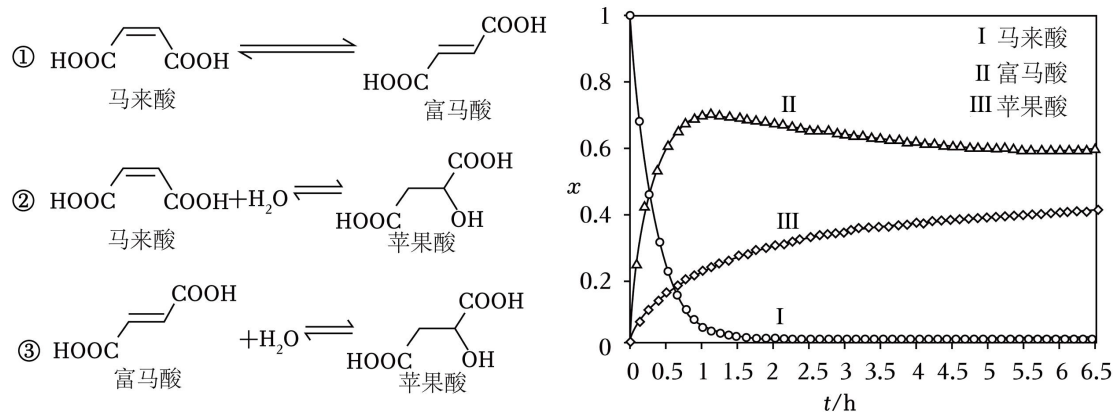 ① HOOC COOH COOH HOOC
马来酸 富马酸
② HOOC COOH+H₂O COOH HOOC OH
马来酸 苹果酸
③ COOH HOOC +H₂O COOH HOOC OH
富马酸 苹果酸
Ⅰ 马来酸
Ⅱ 富马酸
Ⅲ 苹果酸
Ⅱ
Ⅲ
Ⅰ
1
0.8
0.6
x
0.4
0.2
0
0 0.5 1 1.5 2 2.5 3 3.5 4 4.5 5 5.5 6 6.5
t/h